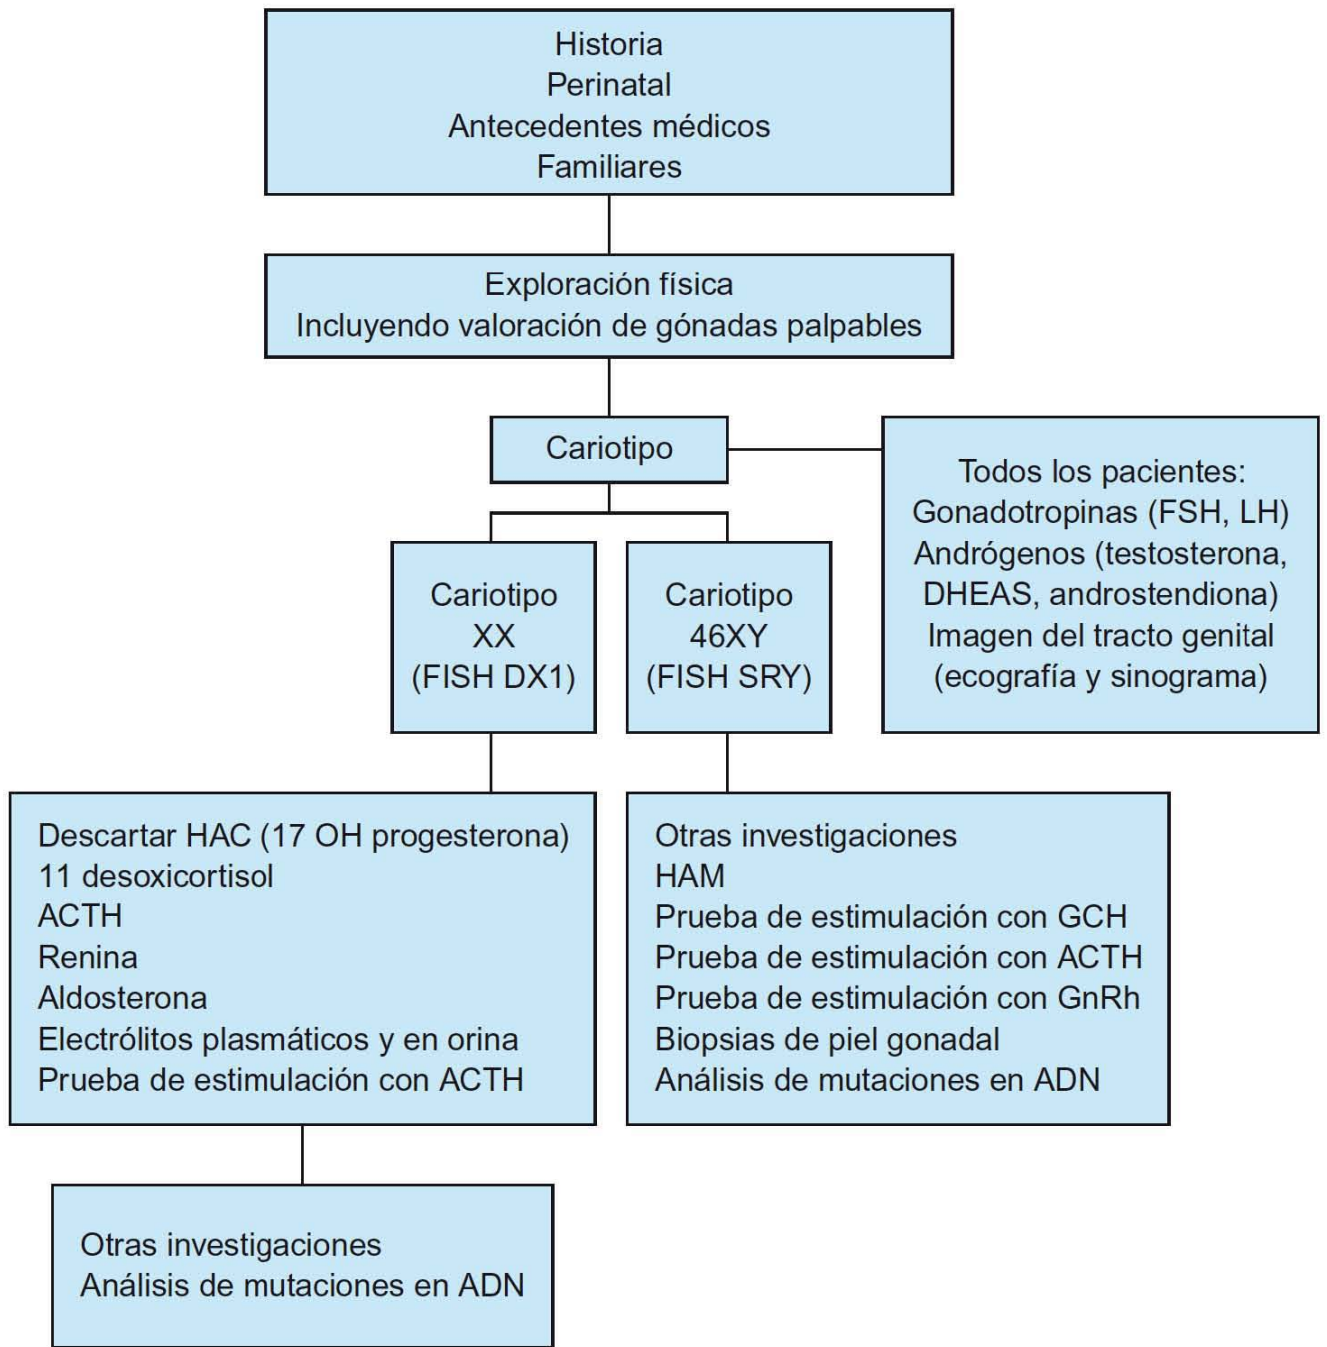 Historia
Perinatal
Antecedentes médicos
Familiares
Exploración física
Incluyendo valoración de gónadas palpables
Cariotipo
Todos los pacientes:
Gonadotropinas (FSH, LH)
Andrógenos (testosterona,
DHEAS, androstendiona)
Imagen del tracto genital
(ecografía y sinograma)
Cariotipo
XX
(FISH DX1)
Cariotipo
46XY
(FISH SRY)
Descartar HAC (17 OH progesterona)
11 desoxicortisol
ACTH
Renina
Aldosterona
Electrólitos plasmáticos y en orina
Prueba de estimulación con ACTH
Otras investigaciones
HAM
Prueba de estimulación con GCH
Prueba de estimulación con ACTH
Prueba de estimulación con GnRh
Biopsias de piel gonadal
Análisis de mutaciones en ADN
Otras investigaciones
Análisis de mutaciones en ADN